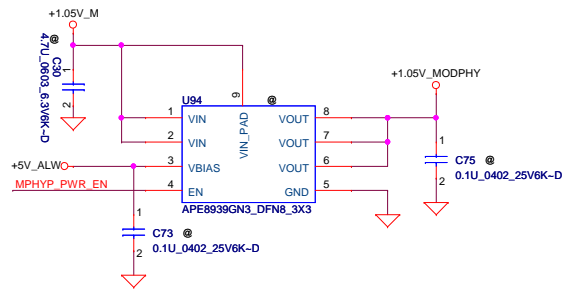 +1.05V_M
@
C30
4.7U_0603_6.3V6K~D
1
2
U94
@
9
VIN_PAD
+1.05V_MODPHY
1 VIN VOUT 8
2 VIN VOUT 7
+5V_ALW 3 VBIAS VOUT 6
MPHYP_PWR_EN 4 EN GND 5
APE8939GN3_DFN8_3X3
1
2
C75 @
0.1U_0402_25V6K~D
1
2
C73 @
0.1U_0402_25V6K~D